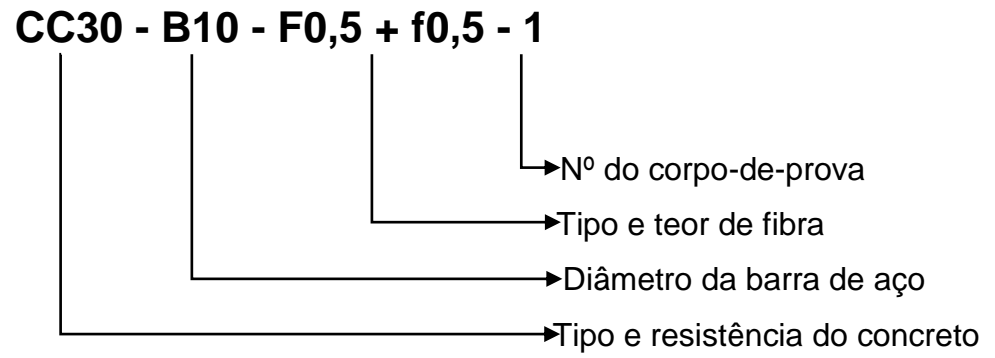 CC30 - B10 - F0,5 + f0,5 - 1
Nº do corpo-de-prova
Tipo e teor de fibra
Diâmetro da barra de aço
Tipo e resistência do concreto